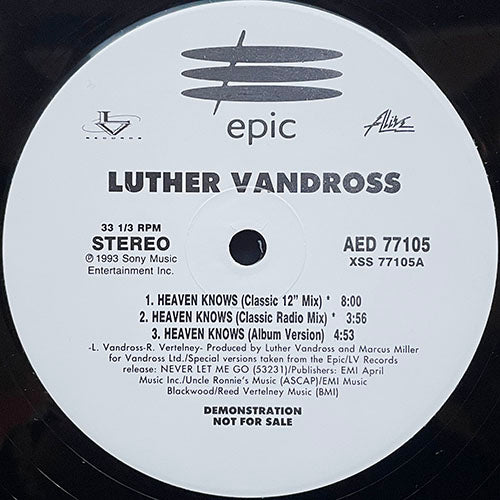 epic
LV
RECORDS
Alive
LUTHER VANDROSS
33 1/3 RPM
STEREO
℗ 1993 Sony Music
Entertainment Inc.
AED 77105
XSS 77105A
1. HEAVEN KNOWS (Classic 12" Mix) * 8:00
2. HEAVEN KNOWS (Classic Radio Mix) * 3:56
3. HEAVEN KNOWS (Album Version) 4:53
-L. Vandross-R. Vertelney- Produced by Luther Vandross and Marcus Miller
for Vandross Ltd./Special versions taken from the Epic/LV Records
release: NEVER LET ME GO (53231)/Publishers: EMI April
Music Inc./Uncle Ronnie's Music (ASCAP)/EMI Music
Blackwood/Reed Vertelney Music (BMI)
DEMONSTRATION
NOT FOR SALE